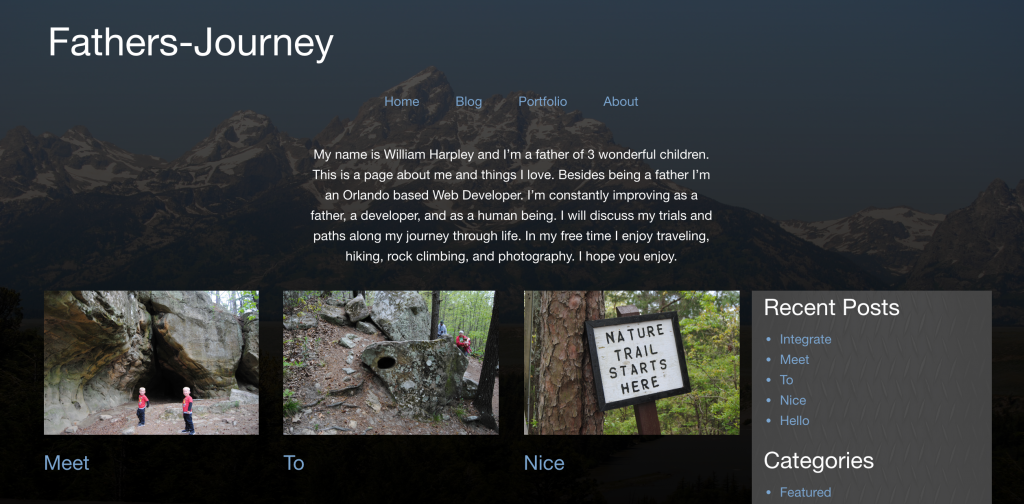 Fathers-Journey
Home Blog Portfolio About
My name is William Harpley and I'm a father of 3 wonderful children.
This is a page about me and things I love. Besides being a father I'm
an Orlando based Web Developer. I'm constantly improving as a
father, a developer, and as a human being. I will discuss my trials and
paths along my journey through life. In my free time I enjoy traveling,
hiking, rock climbing, and photography. I hope you enjoy.
NATURE
TRAIL
STARTS
HERE
Meet
To
Nice
Recent Posts
Integrate
Meet
To
Nice
Hello
Categories
Featured